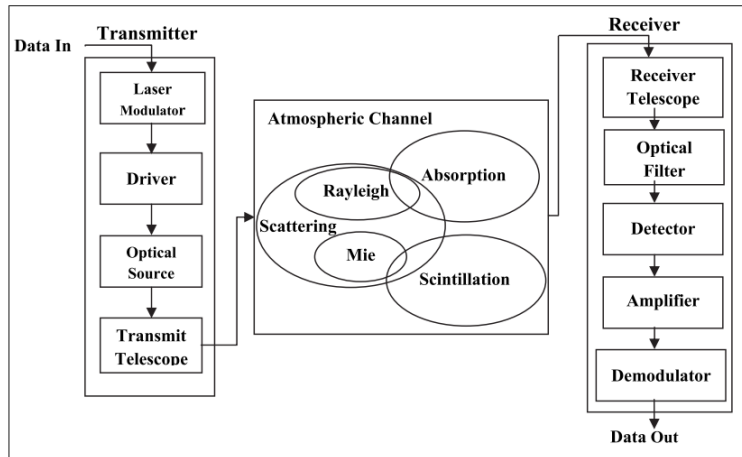 Transmitter
Data In
Laser
Modulator
Driver
Optical
Source
Transmit
Telescope
Atmospheric Channel
Absorption
Rayleigh
Scattering
Mie
Scintillation
Receiver
Receiver
Telescope
Optical
Filter
Detector
Amplifier
Demodulator
Data Out